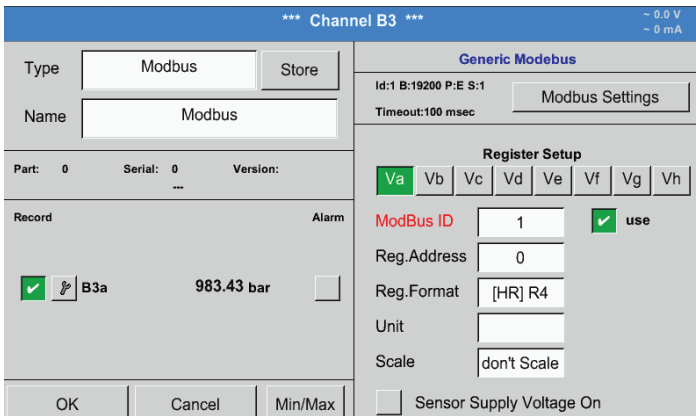 *** Channel B3 ***
~ 0.0 V
~ 0 mA
Type
Modbus
Store
Name
Modbus
Part: 0 Serial: 0 Version:
---
Record Alarm
B3a 983.43 bar
OK
Cancel
Min/Max
Generic Modebus
Id:1 B:19200 P:E S:1
Timeout:100 msec
Modbus Settings
Register Setup
Va Vb Vc Vd Ve Vf Vg Vh
ModBus ID 1 use
Reg.Address 0
Reg.Format [HR] R4
Unit
Scale don't Scale
Sensor Supply Voltage On